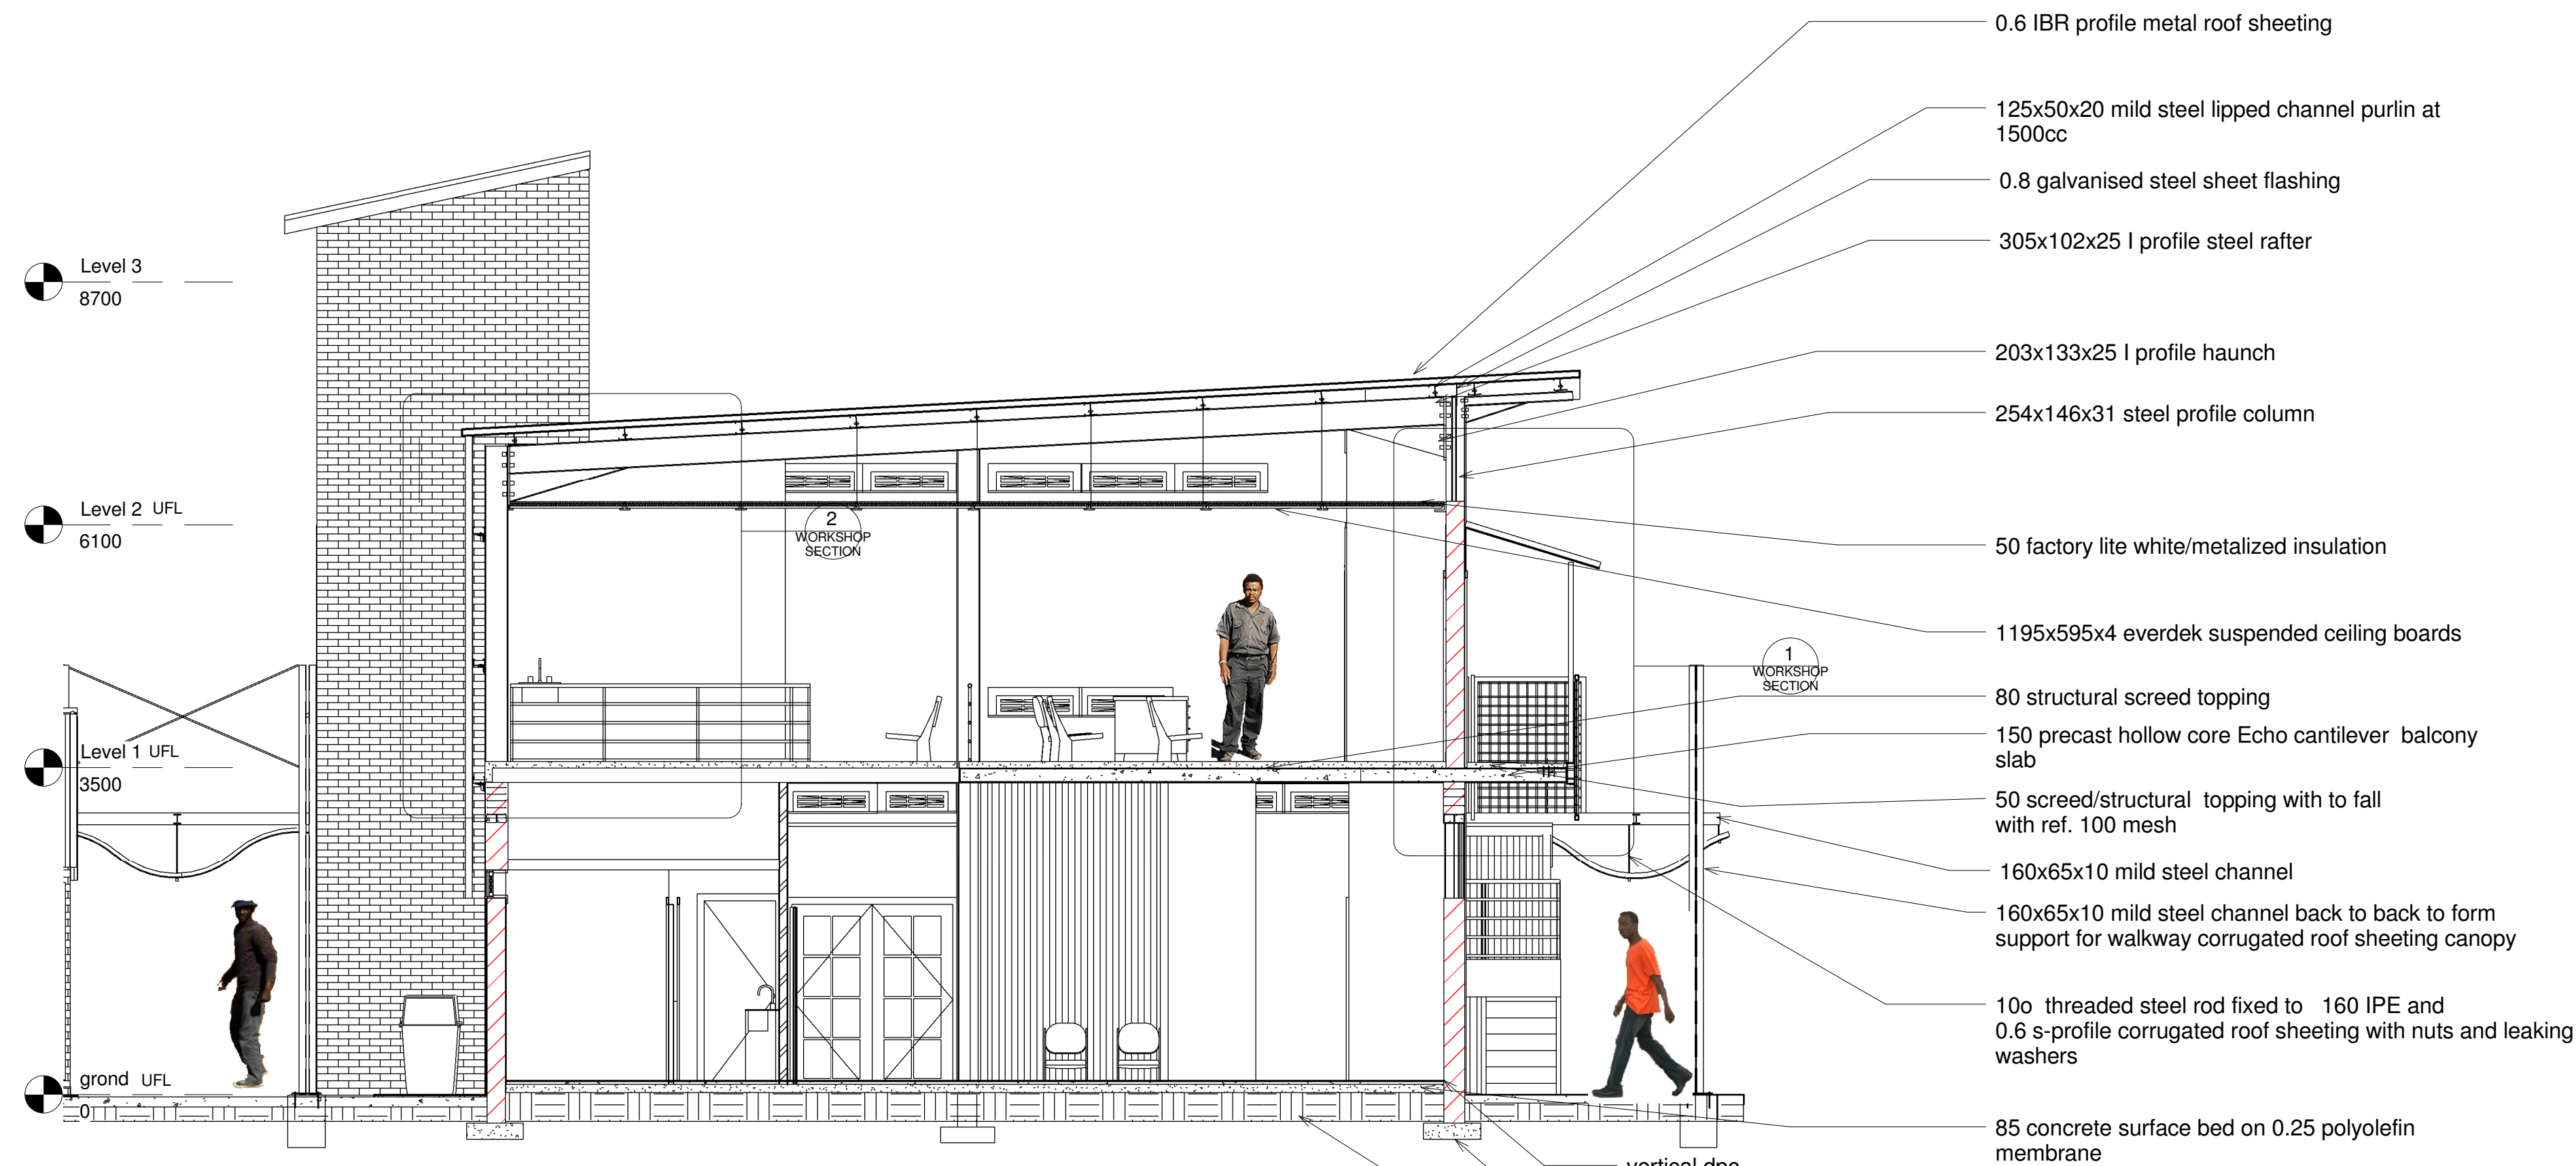 0.6 IBR profile metal roof sheeting
125x50x20 mild steel lipped channel purlin at
1500cc
0.8 galvanised steel sheet flashing
305x102x25 I profile steel rafter
203x133x25 I profile haunch
254x146x31 steel profile column
50 factory lite white/metalized insulation
1195x595x4 everdek suspended ceiling boards
80 structural screed topping
150 precast hollow core Echo cantilever balcony
slab
50 screed/structural topping with to fall
with ref. 100 mesh
160x65x10 mild steel channel
160x65x10 mild steel channel back to back to form
support for walkway corrugated roof sheeting canopy
10o threaded steel rod fixed to 160 IPE and
0.6 s-profile corrugated roof sheeting with nuts and leaking
washers
85 concrete surface bed on 0.25 polyolefin
membrane
vertical dpc
Level 3
8700
Level 2 UFL
6100
Level 1 UFL
3500
grond UFL
0
2
WORKSHOP
SECTION
1
WORKSHOP
SECTION